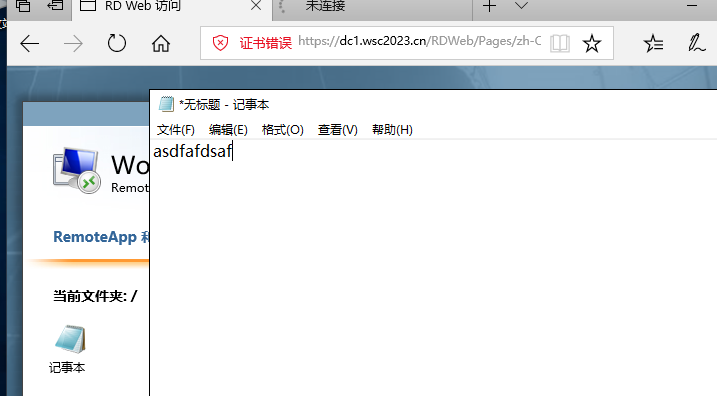 RD Web 访问
未连接
证书错误 https://dc1.wsc2023.cn/RDWeb/Pages/zh-C
*无标题 - 记事本
文件(F) 编辑(E) 格式(O) 查看(V) 帮助(H)
asdfafdsaf
Wo
Remot
RemoteApp 和
当前文件夹: /
记事本